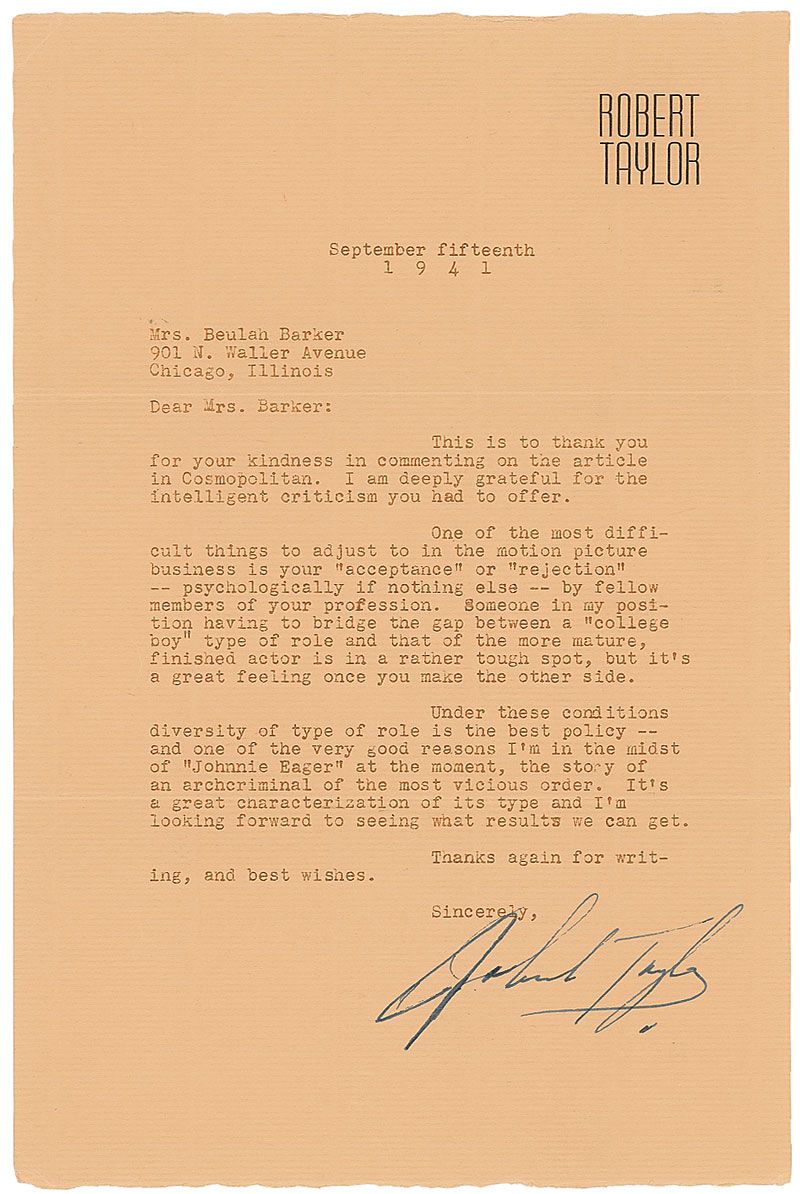 ROBERT
TAYLOR
September fifteenth
1 9 4 1
Mrs. Beulah Barker
901 N. Waller Avenue
Chicago, Illinois
Dear Mrs. Barker:
This is to thank you
for your kindness in commenting on the article
in Cosmopolitan. I am deeply grateful for the
intelligent criticism you had to offer.
One of the most diffi-
cult things to adjust to in the motion picture
business is your "acceptance" or "rejection"
-- psychologically if nothing else -- by fellow
members of your profession. Someone in my posi-
tion having to bridge the gap between a "college
boy" type of role and that of the more mature,
finished actor is in a rather tough spot, but it's
a great feeling once you make the other side.
Under these conditions
diversity of type of role is the best policy --
and one of the very good reasons I'm in the midst
of "Johnnie Eager" at the moment, the story of
an archcriminal of the most vicious order. It's
a great characterization of its type and I'm
looking forward to seeing what results we can get.
Thanks again for writ-
ing, and best wishes.
Sincerely,
Robert Taylor